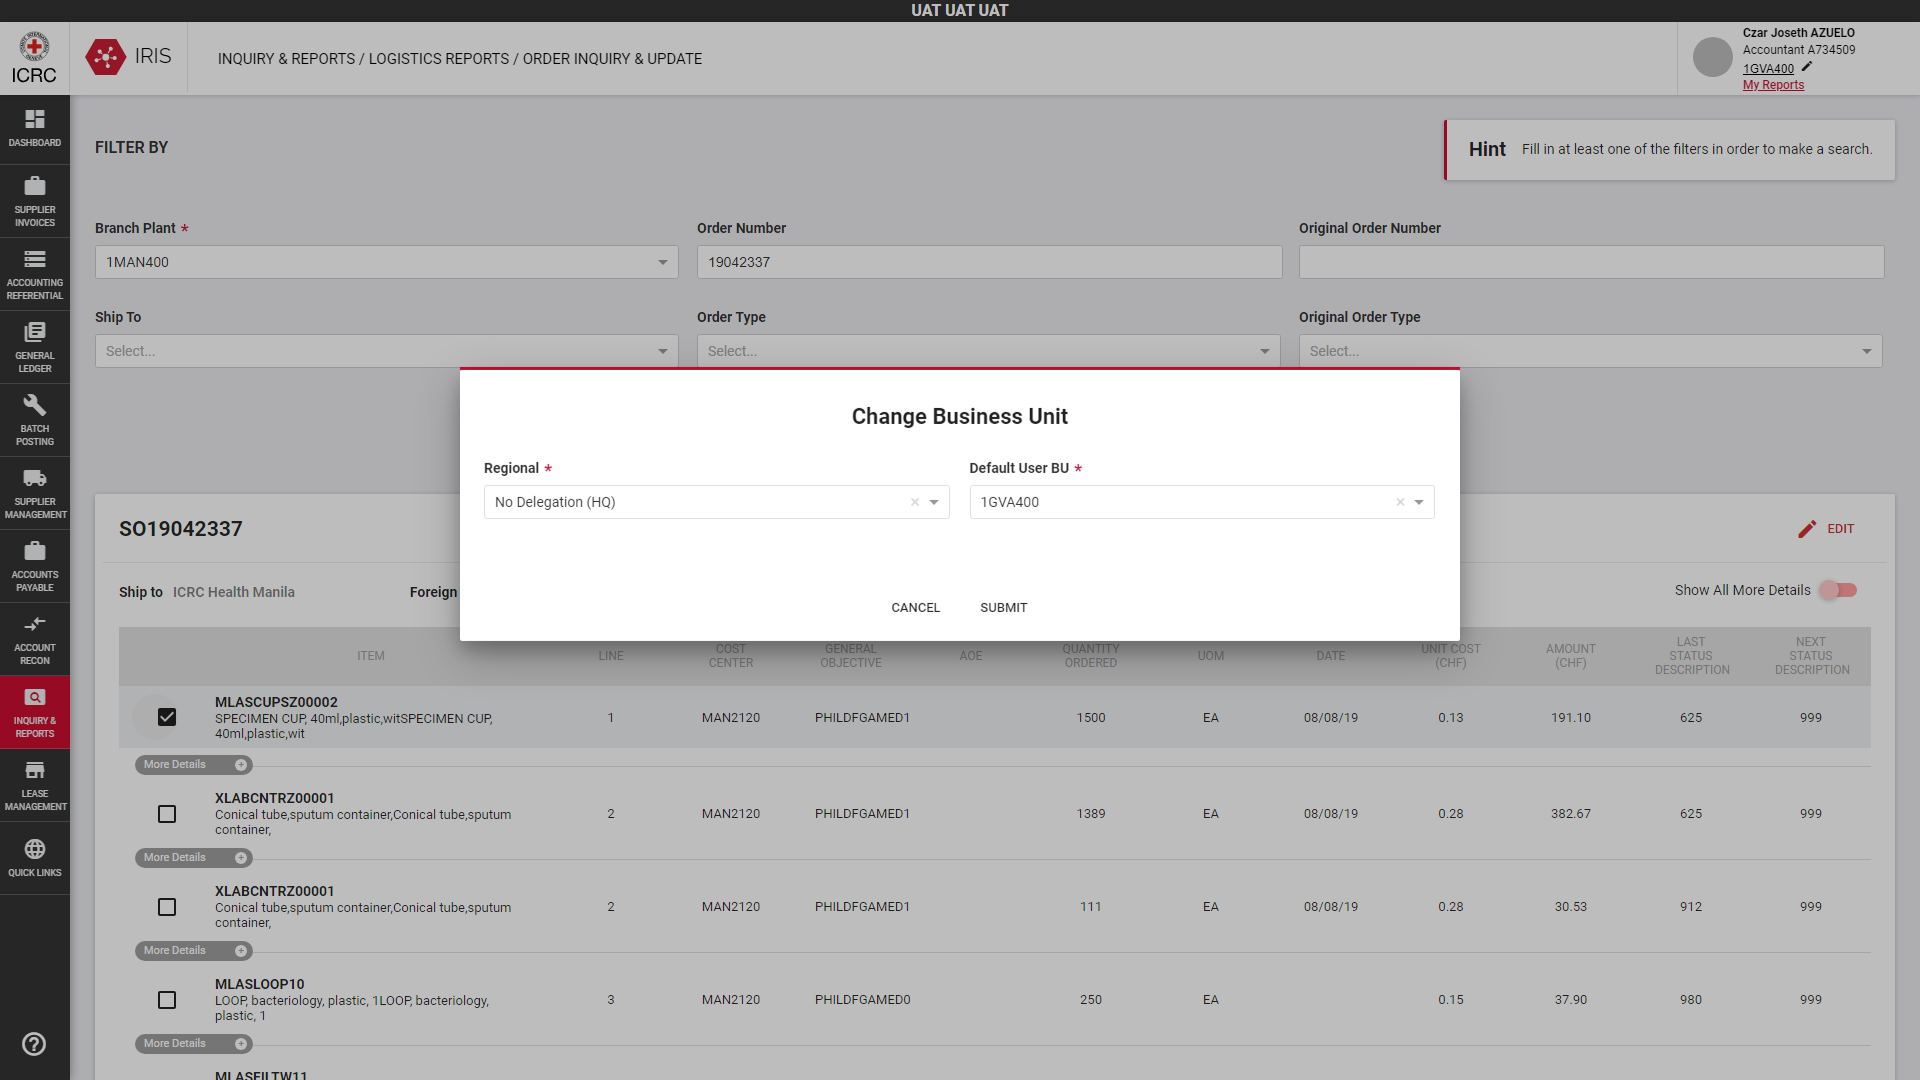 UAT UAT UAT
ICRC
IRIS
INQUIRY & REPORTS / LOGISTICS REPORTS / ORDER INQUIRY & UPDATE
Czar Joseth AZUELO
Accountant A734509
1GVA400
My Reports
DASHBOARD
SUPPLIER
INVOICES
ACCOUNTING
REFERENTIAL
GENERAL
LEDGER
BATCH
POSTING
SUPPLIER
MANAGEMENT
ACCOUNTS
PAYABLE
ACCOUNT
RECON
INQUIRY &
REPORTS
LEASE
MANAGEMENT
QUICK LINKS
FILTER BY
Hint Fill in at least one of the filters in order to make a search.
Branch Plant * Order Number Original Order Number
1MAN400 19042337
Ship To Order Type Original Order Type
Select... Select... Select...
Change Business Unit
Regional * Default User BU *
No Delegation (HQ) × 1GVA400 ×
CANCEL SUBMIT
SO19042337 EDIT
Ship to ICRC Health Manila Foreign Show All More Details
ITEM LINE COST CENTER GENERAL OBJECTIVE AOE QUANTITY ORDERED UOM DATE UNIT COST (CHF) AMOUNT (CHF) LAST STATUS DESCRIPTION NEXT STATUS DESCRIPTION
MLASCUPSZ00002
SPECIMEN CUP, 40ml,plastic,witSPECIMEN CUP, 1 MAN2120 PHILDFGAMED1 1500 EA 08/08/19 0.13 191.10 625 999
40ml,plastic,wit
More Details
XLABCNTRZ00001
Conical tube,sputum container,Conical tube,sputum 2 MAN2120 PHILDFGAMED1 1389 EA 08/08/19 0.28 382.67 625 999
container,
More Details
XLABCNTRZ00001
Conical tube,sputum container,Conical tube,sputum 2 MAN2120 PHILDFGAMED1 111 EA 08/08/19 0.28 30.53 912 999
container,
More Details
MLASLOOP10
LOOP, bacteriology, plastic, 1LOOP, bacteriology, 3 MAN2120 PHILDFGAMED0 250 EA 0.15 37.90 980 999
plastic, 1
More Details
MLASFILTW11